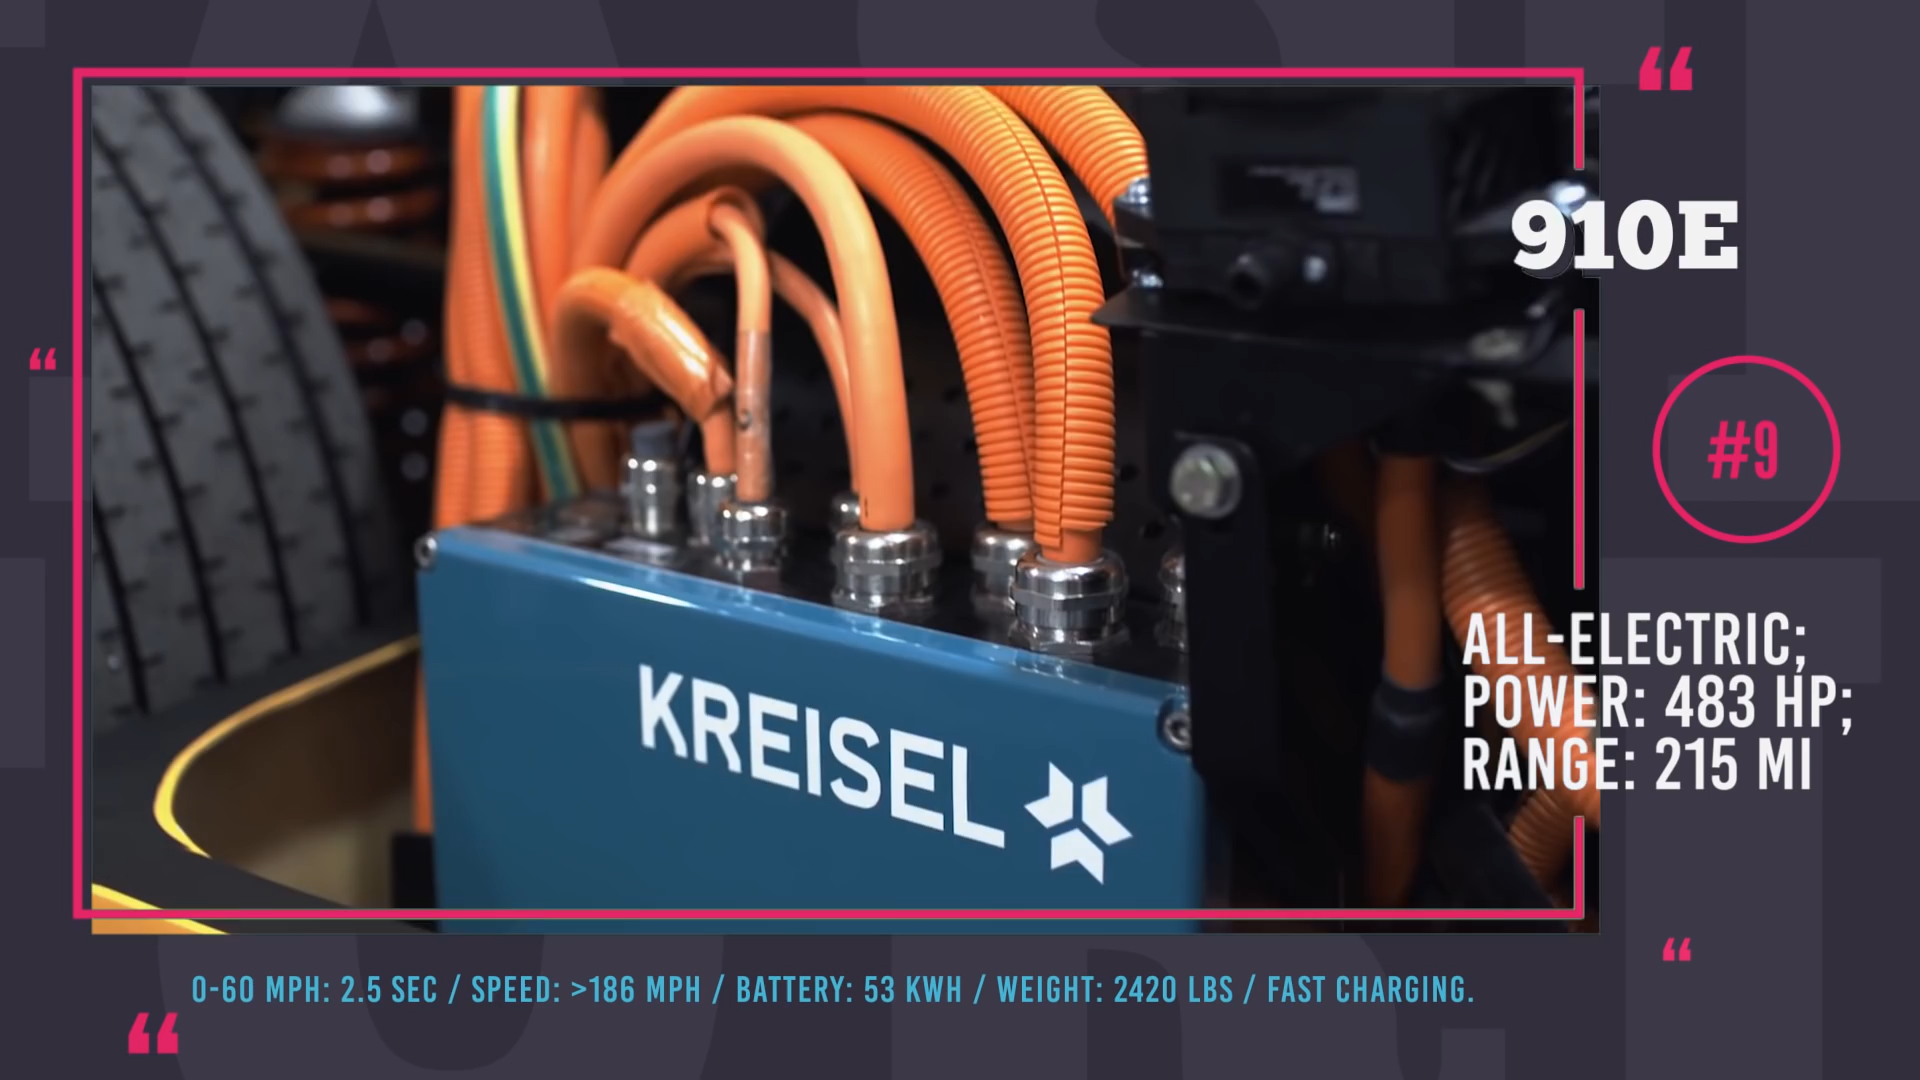 910E
#9
ALL-ELECTRIC;
POWER: 483 HP;
RANGE: 215 MI
KREISEL
0-60 MPH: 2.5 SEC / SPEED: >186 MPH / BATTERY: 53 KWH / WEIGHT: 2420 LBS / FAST CHARGING.